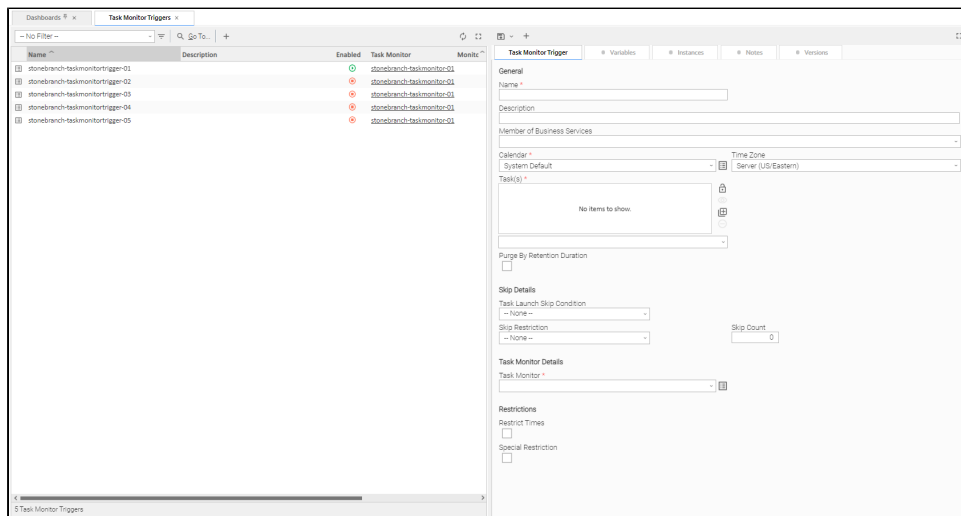 Dashboards
Task Monitor Triggers
-- No Filter --
Go To...
Name Description Enabled Task Monitor Monitc
stonebranch-taskmonitortrigger-01 stonebranch-taskmonitor-01
stonebranch-taskmonitortrigger-02 stonebranch-taskmonitor-01
stonebranch-taskmonitortrigger-03 stonebranch-taskmonitor-01
stonebranch-taskmonitortrigger-04 stonebranch-taskmonitor-01
stonebranch-taskmonitortrigger-05 stonebranch-taskmonitor-01
5 Task Monitor Triggers
Task Monitor Trigger Variables Instances Notes Versions
General
Name *
Description
Member of Business Services
Calendar * Time Zone
System Default Server (US/Eastern)
Task(s) *
No items to show.
Purge By Retention Duration
Skip Details
Task Launch Skip Condition
-- None --
Skip Restriction Skip Count
-- None -- 0
Task Monitor Details
Task Monitor *
Restrictions
Restrict Times
Special Restriction